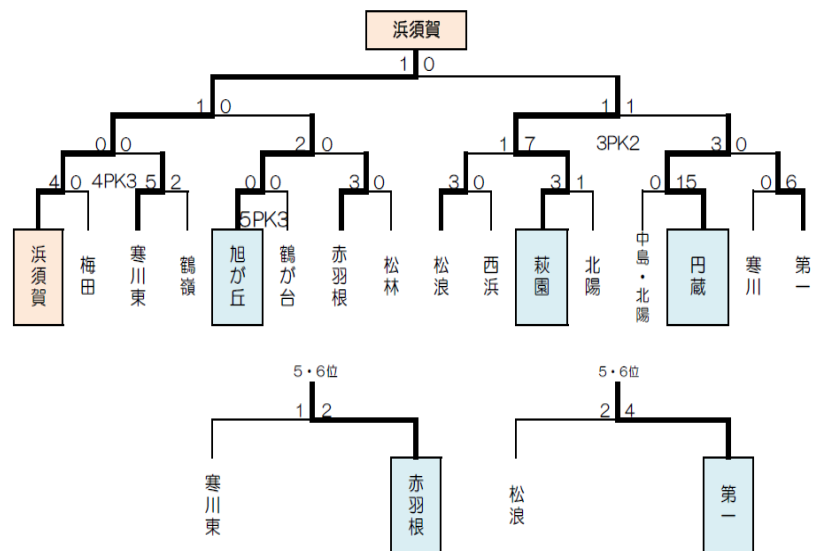 浜須賀
1 0
1 0 1 1
0 0 2 0 1 7 3PK2 3 0
4 0 4PK3 5 2 0 0 3 0 3 0 3 1 0 15 0 6
5PK3
浜須賀
梅田
寒川東
鶴嶺
旭が丘
鶴が台
赤羽根
松林
松浪
西浜
萩園
北陽
中島・北陽
円蔵
寒川
第一
5・6位 5・6位
1 2 2 4
寒川東
赤羽根
松浪
第一